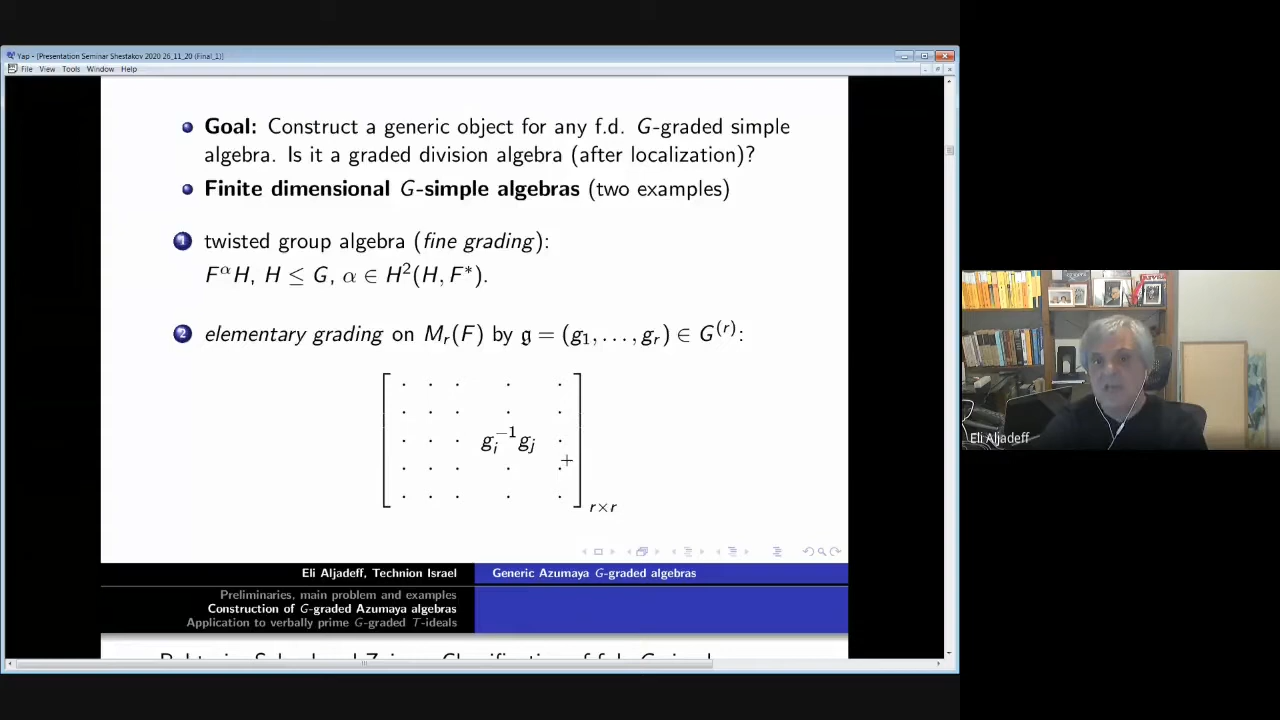 Yap - [Presentation Seminar Shestakov 2020 26_11_20 (Final_1)]
File View Tools Window Help
Goal: Construct a generic object for any f.d. G-graded simple
algebra. Is it a graded division algebra (after localization)?
Finite dimensional G-simple algebras (two examples)
1 twisted group algebra (fine grading):
F^α H, H ≤ G, α ∈ H²(H, F*).
2 elementary grading on M_r(F) by 𝔤 = (g₁, . . . , g_r) ∈ G^(r):
g_i^{-1} g_j
r×r
Eli Aljadeff
Eli Aljadeff, Technion Israel Generic Azumaya G-graded algebras
Preliminaries, main problem and examples
Construction of G-graded Azumaya algebras
Application to verbally prime G-graded T-ideals